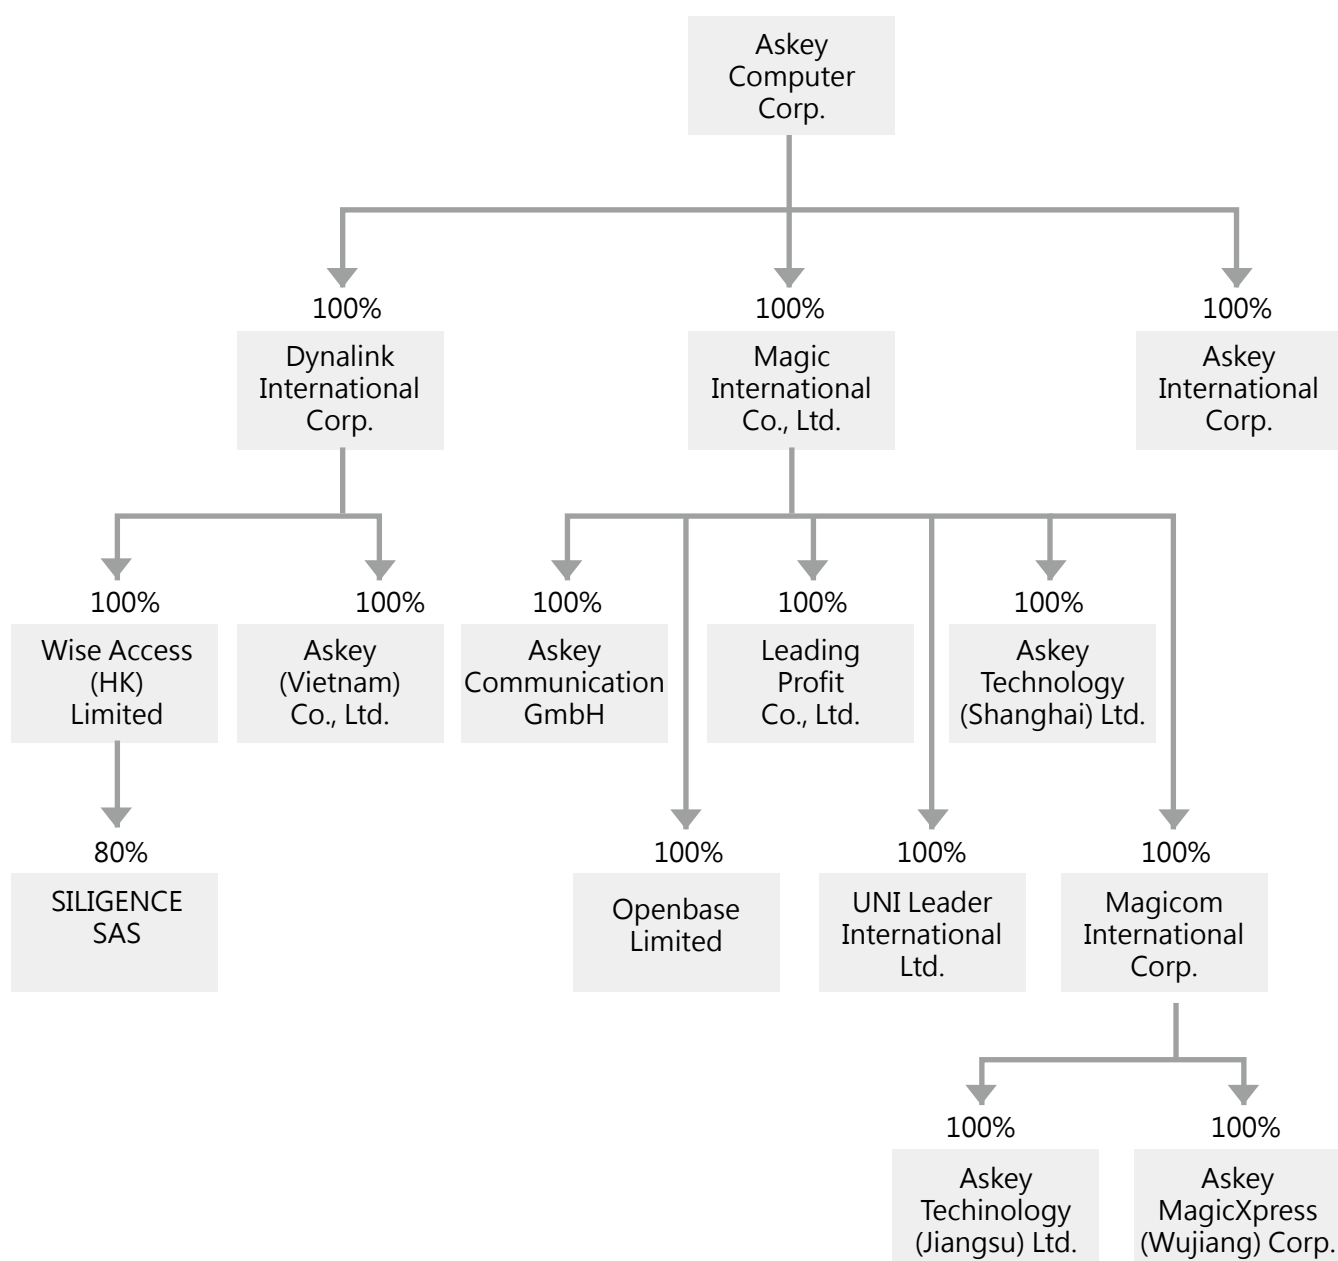 Askey
Computer
Corp.
100%
Dynalink
International
Corp.
100%
Magic
International
Co., Ltd.
100%
Askey
International
Corp.
100%
Wise Access
(HK)
Limited
100%
Askey
(Vietnam)
Co., Ltd.
100%
Askey
Communication
GmbH
100%
Leading
Profit
Co., Ltd.
100%
Askey
Technology
(Shanghai) Ltd.
80%
SILIGENCE
SAS
100%
Openbase
Limited
100%
UNI Leader
International
Ltd.
100%
Magicom
International
Corp.
100%
Askey
Techinology
(Jiangsu) Ltd.
100%
Askey
MagicXpress
(Wujiang) Corp.